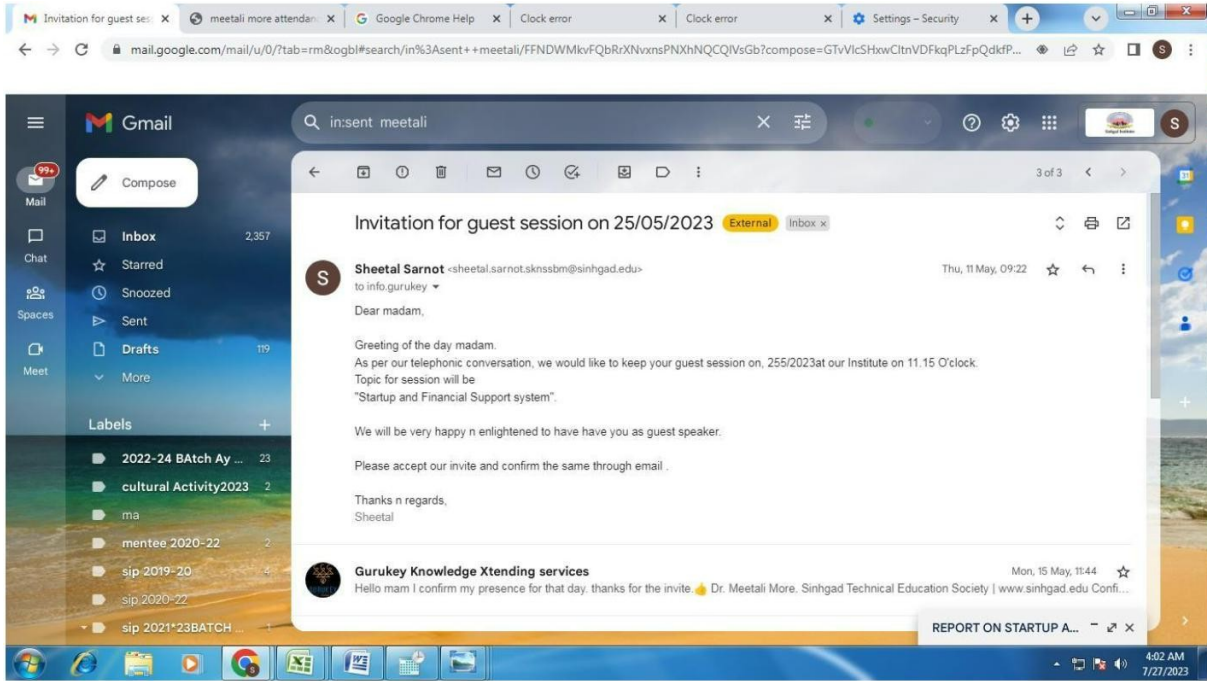 Invitation for guest ses
meetali more attendan
Google Chrome Help
Clock error
Clock error
Settings – Security
mail.google.com/mail/u/0/?tab=rm&ogbl#search/in%3Asent++meetali/FFNDWMkvFQbRrXNvxnsPNXhNQCQlVsGb?compose=GTvVlcSHxwCltnVDFkqPLzFpQdkfP...
S
Gmail
in:sent meetali
S
99+
Mail
Chat
Spaces
Meet
Compose
Inbox 2,357
Starred
Snoozed
Sent
Drafts 119
More
Labels
2022-24 BAtch Ay ... 23
cultural Activity2023 2
ma
mentee 2020-22 2
sip 2019-20 4
sip 2020-22
sip 2021*23BATCH ... 1
3 of 3
Invitation for guest session on 25/05/2023 External Inbox x
S
Sheetal Sarnot <sheetal.sarnot.sknssbm@sinhgad.edu> Thu, 11 May, 09:22
to info.gurukey
Dear madam,
Greeting of the day madam.
As per our telephonic conversation, we would like to keep your guest session on, 255/2023at our Institute on 11.15 O'clock.
Topic for session will be
"Startup and Financial Support system".
We will be very happy n enlightened to have have you as guest speaker.
Please accept our invite and confirm the same through email .
Thanks n regards,
Sheetal
Gurukey Knowledge Xtending services Mon, 15 May, 11:44
Hello mam I confirm my presence for that day. thanks for the invite.👍 Dr. Meetali More. Sinhgad Technical Education Society | www.sinhgad.edu Confi...
REPORT ON STARTUP A...
31
4:02 AM
7/27/2023